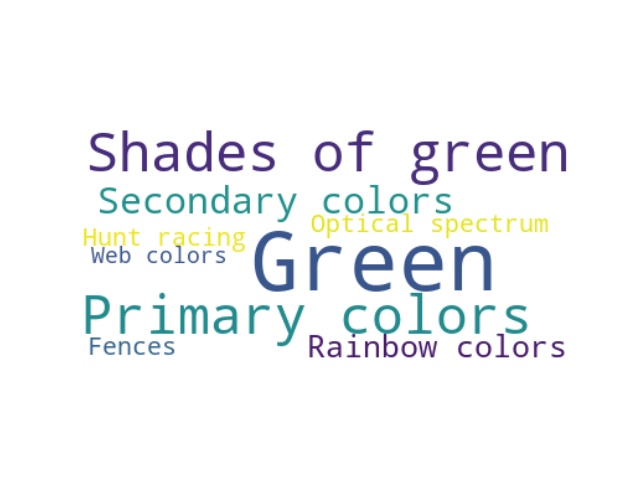 Shades of green
Secondary colors
Optical spectrum
Hunt racing
Green
Web colors
Primary colors
Fences
Rainbow colors